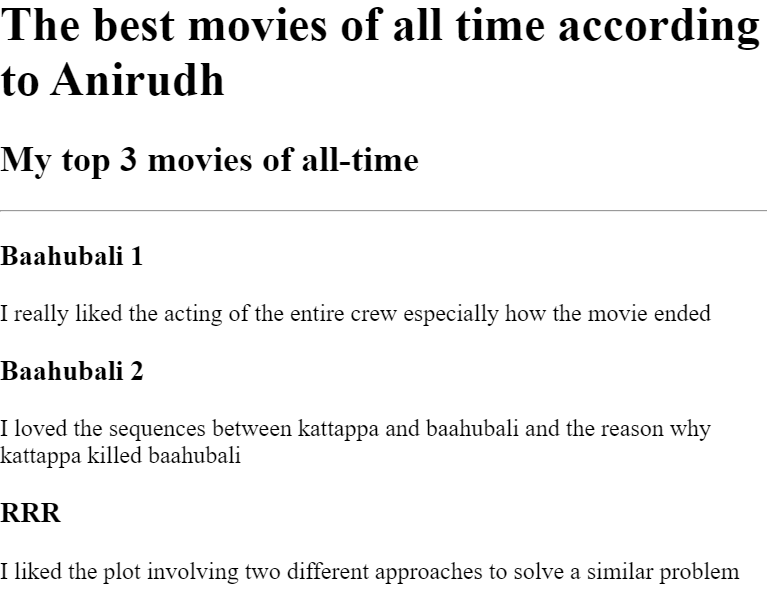 The best movies of all time according
to Anirudh
My top 3 movies of all-time
Baahubali 1
I really liked the acting of the entire crew especially how the movie ended
Baahubali 2
I loved the sequences between kattappa and baahubali and the reason why
kattappa killed baahubali
RRR
I liked the plot involving two different approaches to solve a similar problem